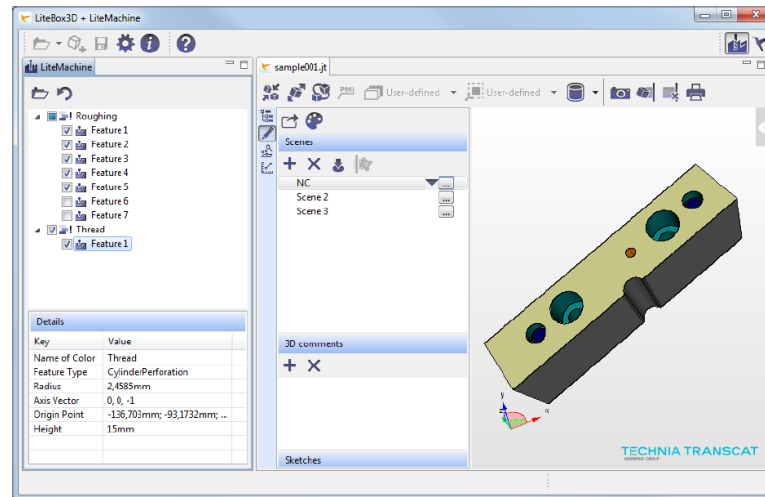 LiteBox3D + LiteMachine
LiteMachine
sample001.jt
PMI
User-defined
User-defined
Roughing
Feature 1
Feature 2
Feature 3
Feature 4
Feature 5
Feature 6
Feature 7
Thread
Feature 1
Scenes
NC
...
Scene 2
...
Scene 3
...
Details
Key Value
Name of Color Thread
Feature Type CylinderPerforation
Radius 2,4585mm
Axis Vector 0, 0, -1
Origin Point -136,703mm; -93,1732mm; ...
Height 15mm
3D comments
Sketches
y
z
x
TECHNIA TRANSCAT
ADDNODE GROUP